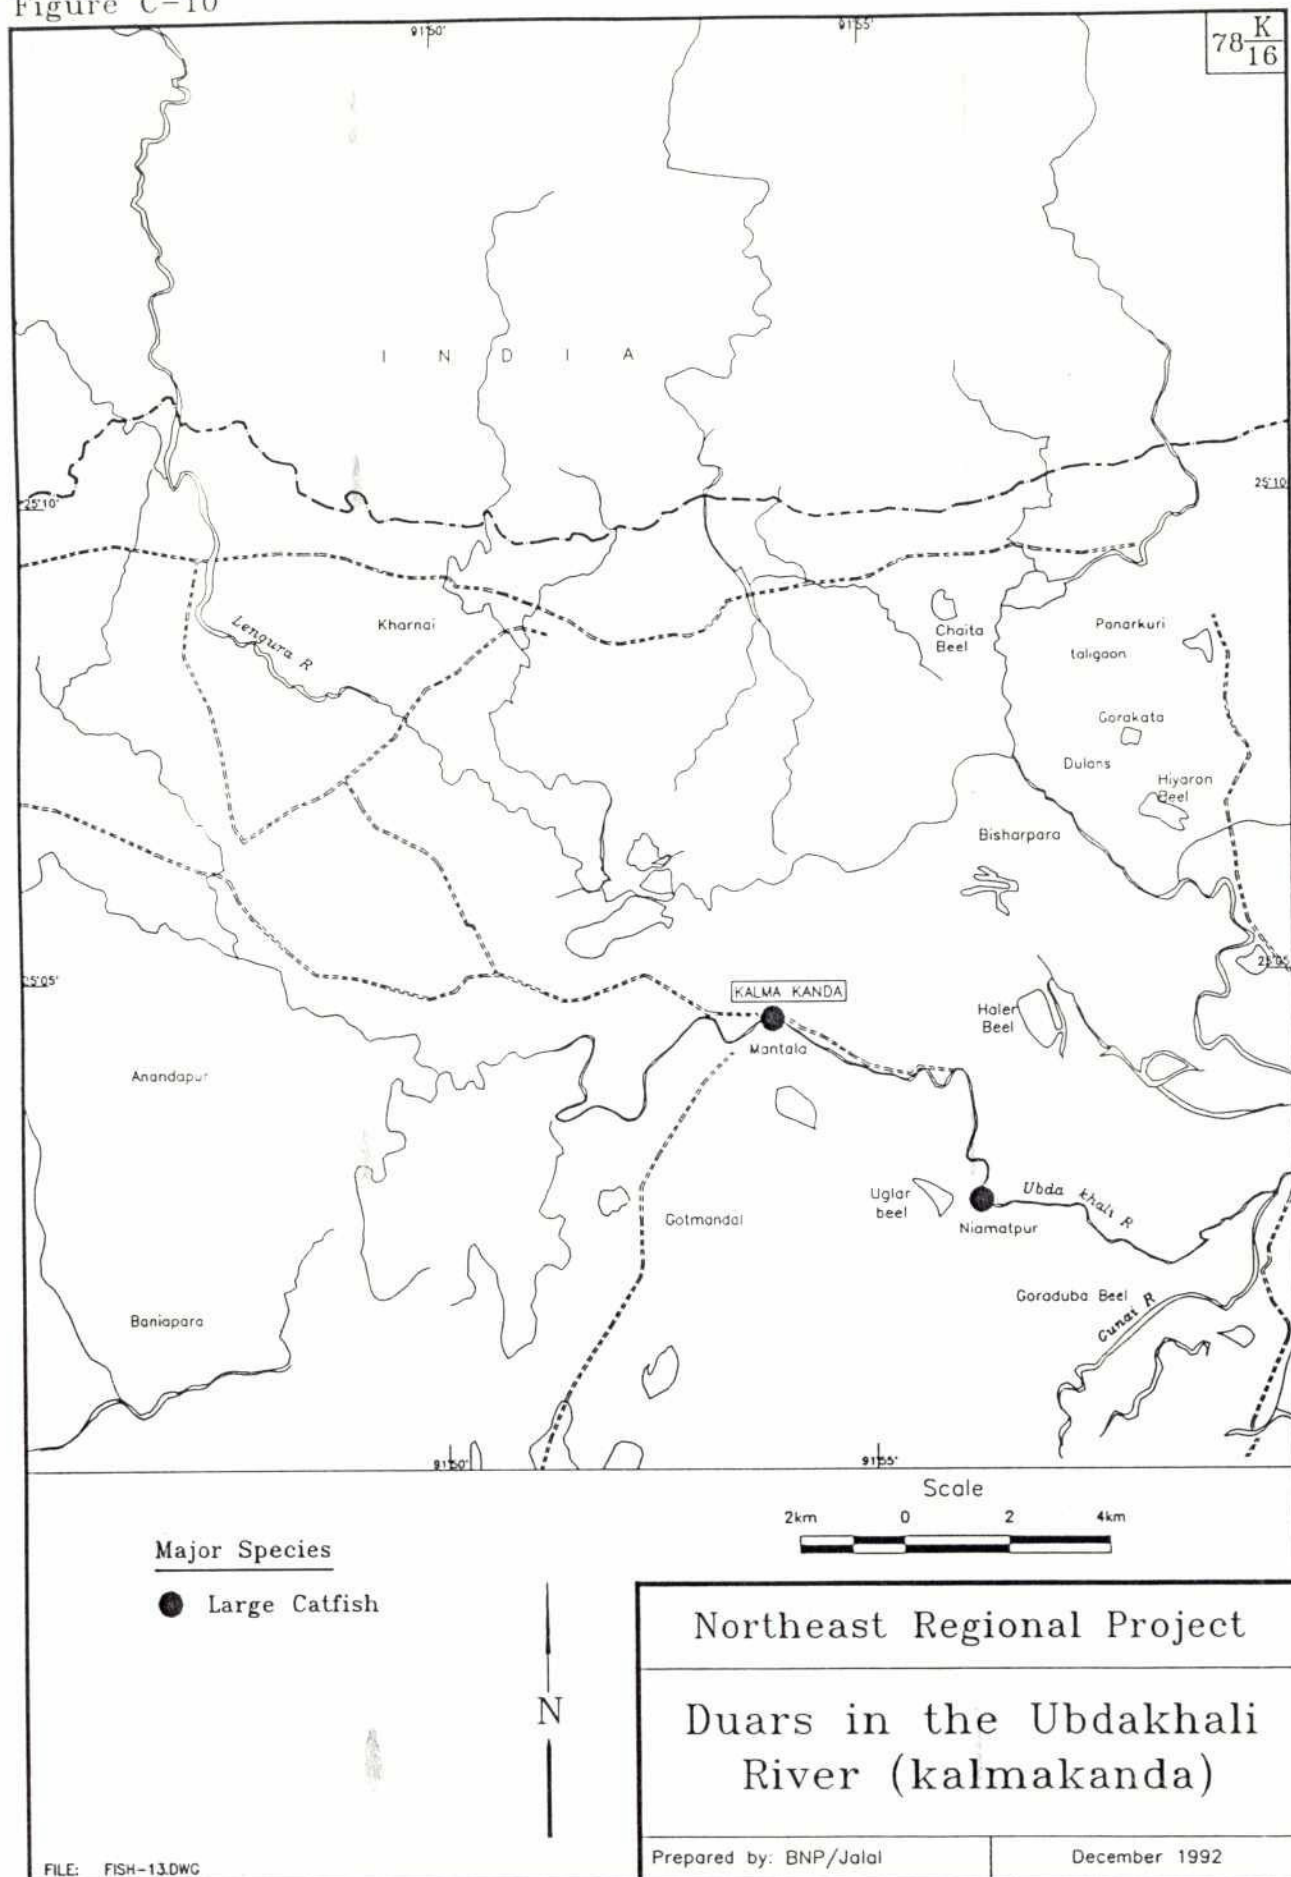 Figure C-10
91°50'
91°55'
78 K
16
I N D I A
25°10'
25°10'
Lengura R
Kharnai
Chaita
Beel
Panarkuri
taligaon
Gorakata
Dulans
Hiyaron
Beel
Bisharpara
25°05'
25°05'
KALMA KANDA
Mantala
Haler
Beel
Anandapur
Uglar
beel
Gotmandal
Ubda khali R
Niamatpur
Goraduba Beel
Gunai R
Baniapara
91°50'
91°55'
Scale
2km 0 2 4km
Major Species
Large Catfish
N
Northeast Regional Project
Duars in the Ubdakhali
River (kalmakanda)
Prepared by: BNP/Jalal
December 1992
FILE: FISH-13.DWG